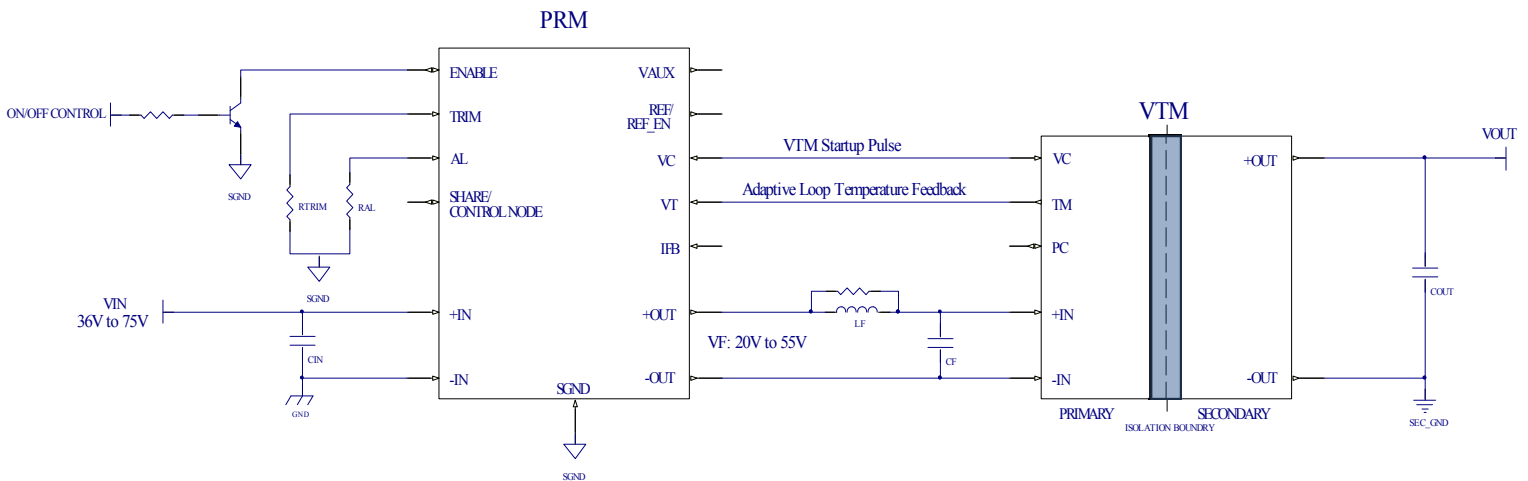 PRM
ENABLE
VAUX
ON/OFF CONTROL
TRIM
REF/
REF_EN
VTM
SGND
AL
VC
VTM Startup Pulse
VC
+OUT
VOUT
RTRIM
RAL
SHARE/
CONTROL NODE
VT
Adaptive Loop Temperature Feedback
TM
IFB
PC
SGND
COUT
VIN
36V to 75V
+IN
+OUT
LF
+IN
CIN
VF: 20V to 55V
CF
-IN
-OUT
-IN
-OUT
GND
SGND
PRIMARY
SECONDARY
ISOLATION BOUNDRY
SEC_GND
SGND